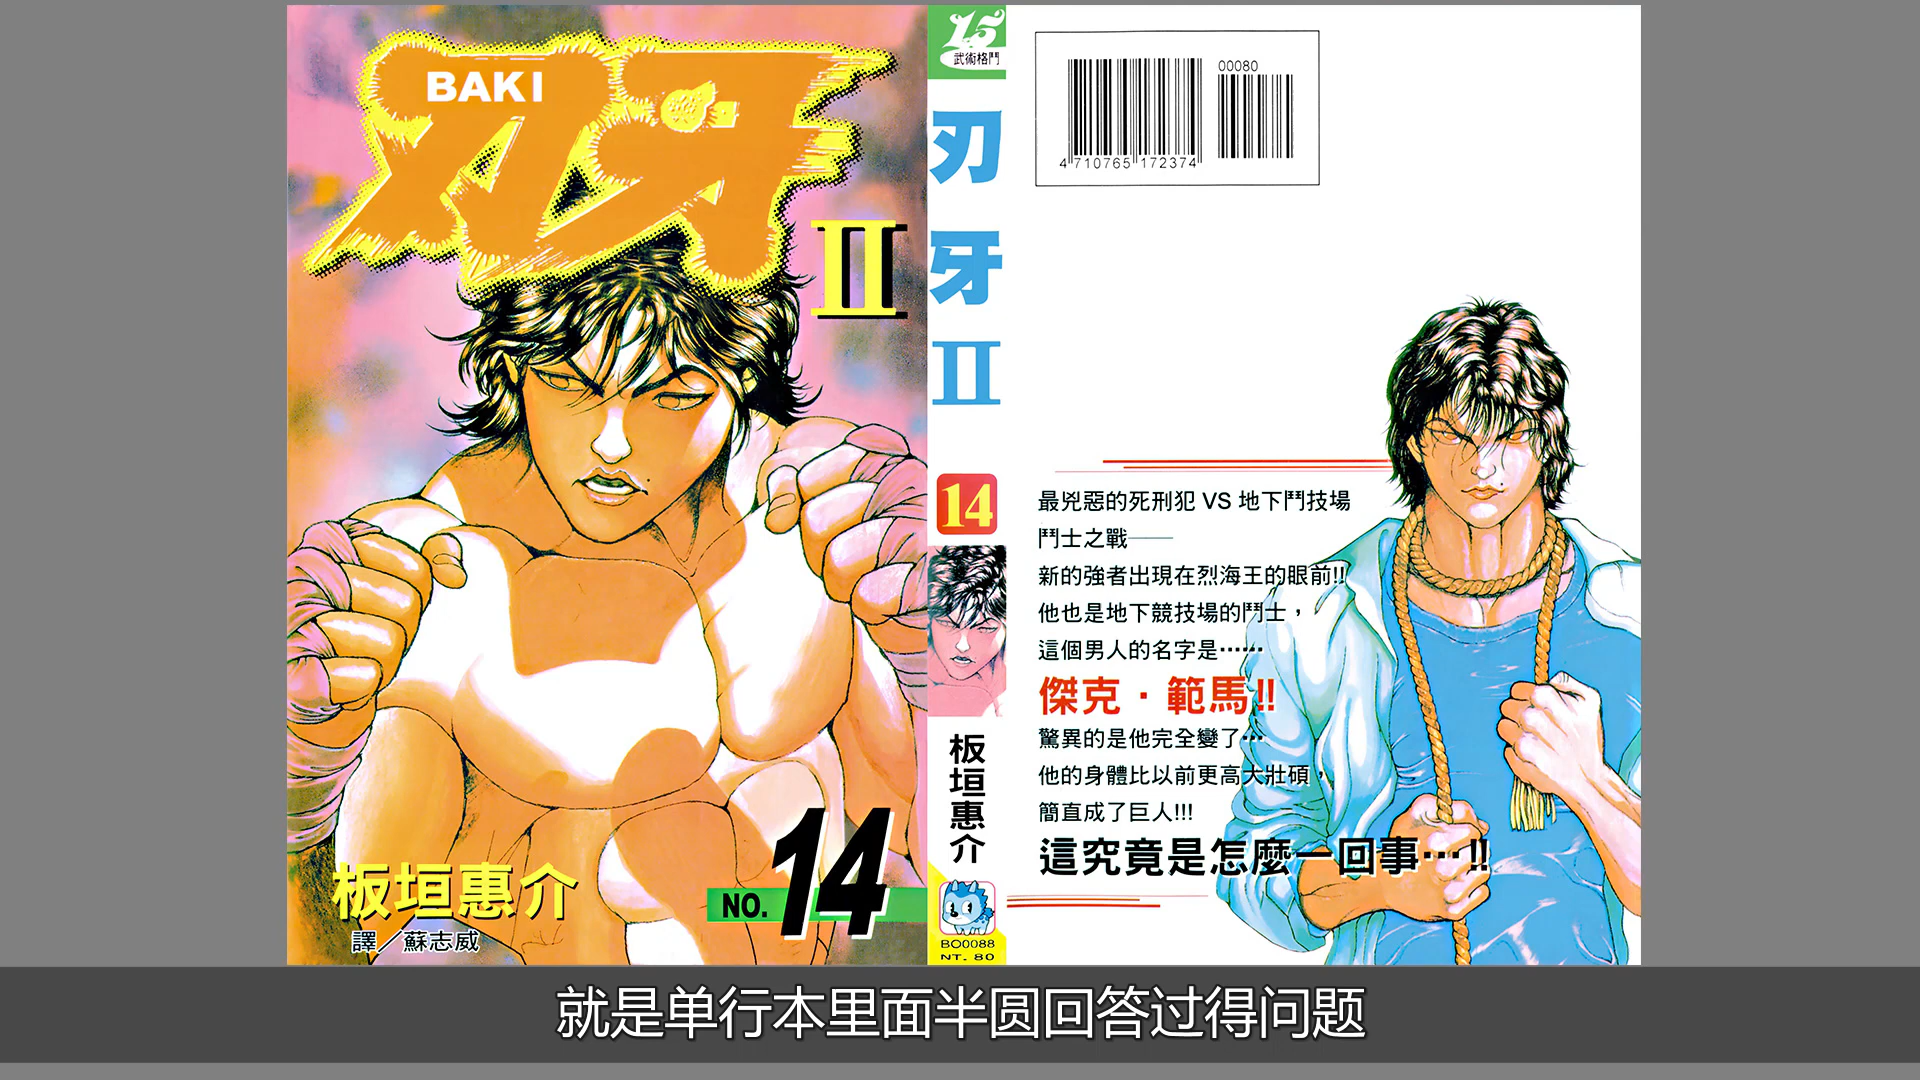 BAKI
刃牙
II
板垣惠介
譯／蘇志威
NO. 14
15
武術格鬥
刃牙II
14
板垣惠介
BO0088
NT. 80
00080
4 710765 172374
最兇惡的死刑犯 VS 地下鬥技場
鬥士之戰——
新的強者出現在烈海王的眼前!!
他也是地下競技場的鬥士，
這個男人的名字是……
傑克·範馬!!
驚異的是他完全變了…
他的身體比以前更高大壯碩，
簡直成了巨人!!!
這究竟是怎麼一回事…!!
就是单行本里面半圆回答过得问题